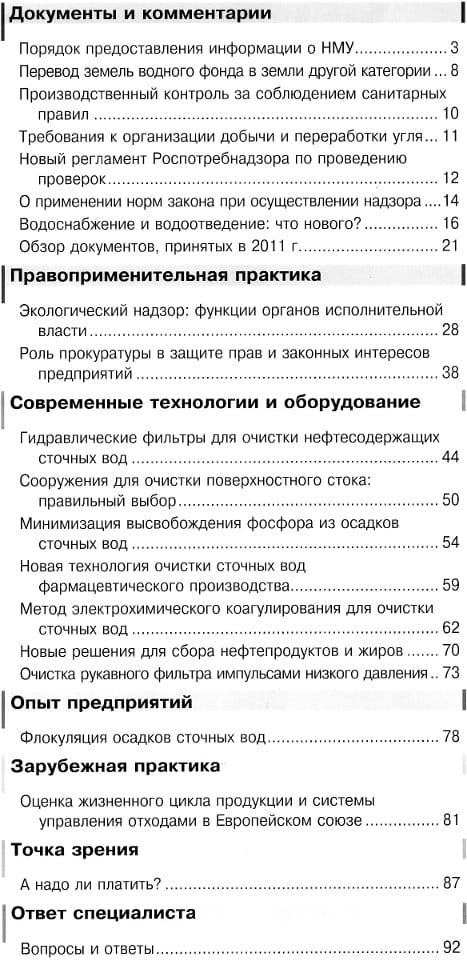 Документы и комментарии
Порядок предоставления информации о НМУ.................. 3
Перевод земель водного фонда в земли другой категории ... 8
Производственный контроль за соблюдением санитарных
правил ................................................ 10
Требования к организации добычи и переработки угля... 11
Новый регламент Роспотребнадзора по проведению
проверок................................................ 12
О применении норм закона при осуществлении надзора ....14
Водоснабжение и водоотведение: что нового? ............. 16
Обзор документов, принятых в 2011 г...................... 21
Правоприменительная практика
Экологический надзор: функции органов исполнительной
власти .................................................. 28
Роль прокуратуры в защите прав и законных интересов
предприятий ............................................ 38
Современные технологии и оборудование
Гидравлические фильтры для очистки нефтесодержащих
сточных вод ............................................ 44
Сооружения для очистки поверхностного стока:
правильный выбор........................................ 50
Минимизация высвобождения фосфора из осадков
сточных вод ............................................ 54
Новая технология очистки сточных вод
фармацевтического производства........................ 59
Метод электрохимического коагулирования для очистки
сточных вод ............................................ 62
Новые решения для сбора нефтепродуктов и жиров ....... 70
Очистка рукавного фильтра импульсами низкого давления .. 73
Опыт предприятий
Флокуляция осадков сточных вод.......................... 78
Зарубежная практика
Оценка жизненного цикла продукции и системы
управления отходами в Европейском союзе .............. 81
Точка зрения
А надо ли платить? ...................................... 87
Ответ специалиста
Вопросы и ответы........................................ 92